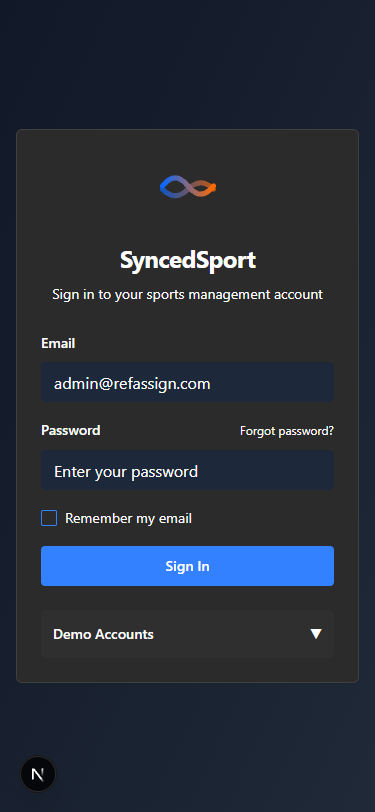 SyncedSport
Sign in to your sports management account
Email
admin@refassign.com
Password Forgot password?
Enter your password
Remember my email
Sign In
Demo Accounts ▼
N